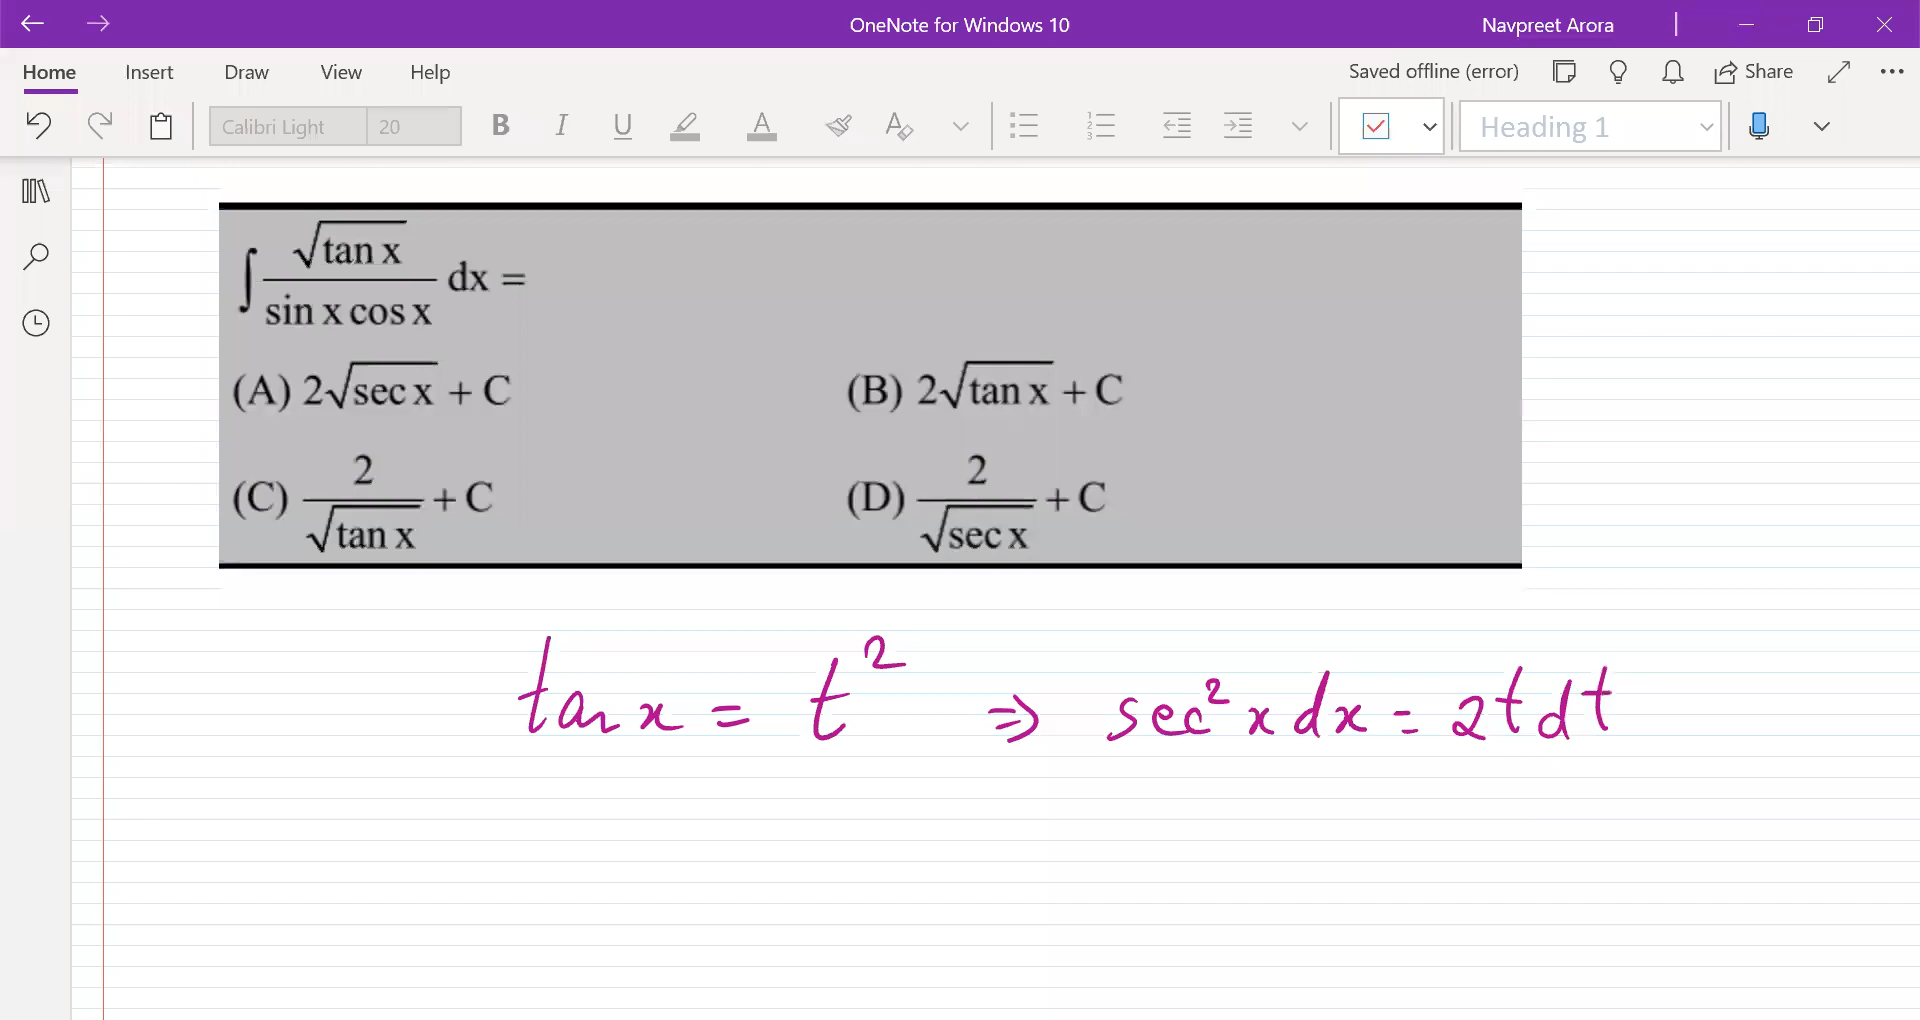 OneNote for Windows 10
Navpreet Arora
Home Insert Draw View Help
Saved offline (error) Share
Calibri Light 20 B I U A A Heading 1
∫ √(tan x) / (sin x cos x) dx =
(A) 2√(sec x) + C (B) 2√(tan x) + C
(C) 2/√(tan x) + C (D) 2/√(sec x) + C
tan x = t² ⇒ sec² x dx = 2t dt